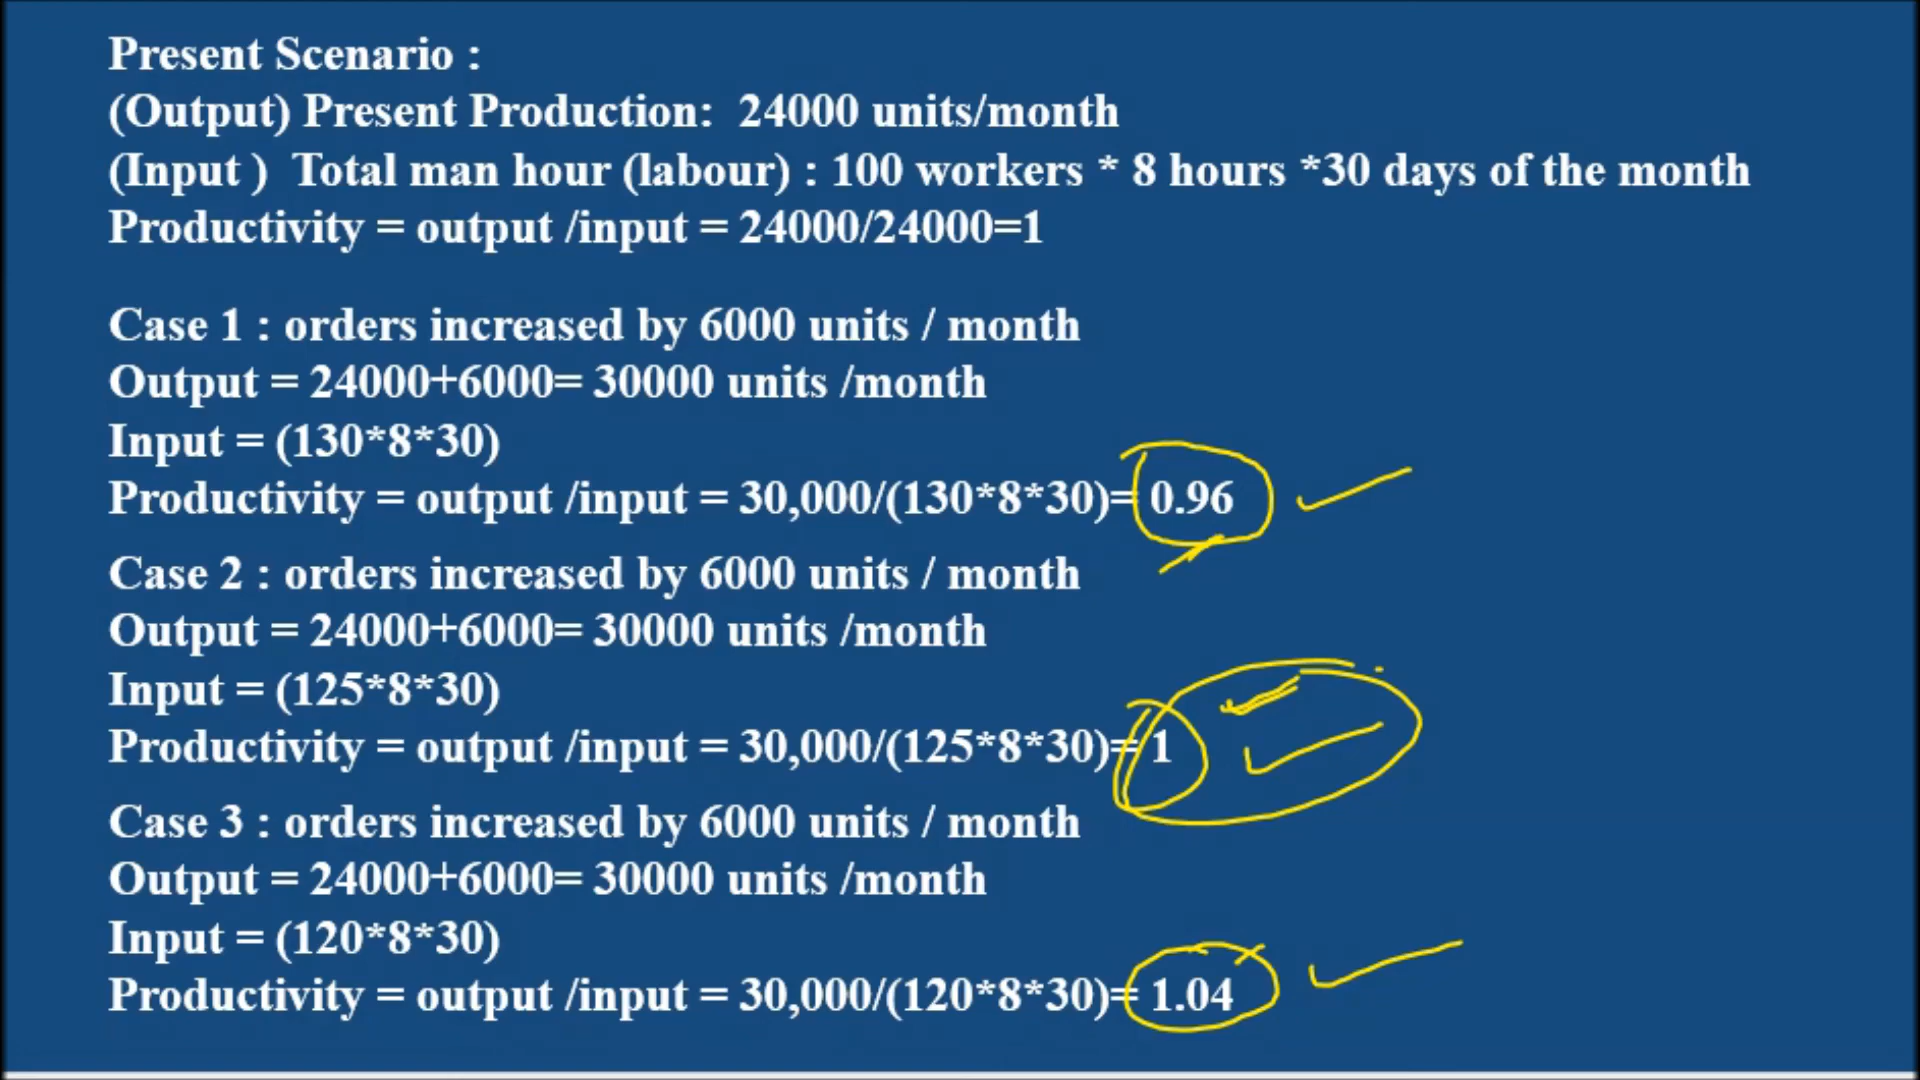 Present Scenario :
(Output) Present Production: 24000 units/month
(Input ) Total man hour (labour) : 100 workers * 8 hours *30 days of the month
Productivity = output /input = 24000/24000=1
Case 1 : orders increased by 6000 units / month
Output = 24000+6000= 30000 units /month
Input = (130*8*30)
Productivity = output /input = 30,000/(130*8*30)= 0.96
Case 2 : orders increased by 6000 units / month
Output = 24000+6000= 30000 units /month
Input = (125*8*30)
Productivity = output /input = 30,000/(125*8*30)= 1
Case 3 : orders increased by 6000 units / month
Output = 24000+6000= 30000 units /month
Input = (120*8*30)
Productivity = output /input = 30,000/(120*8*30)= 1.04